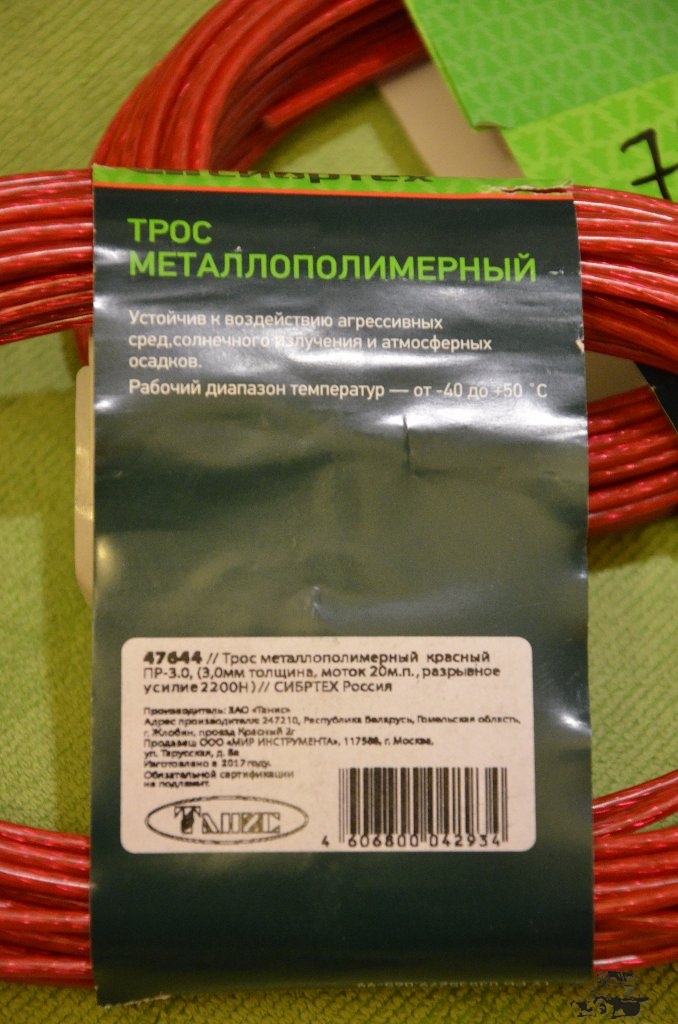 СИБРТЕХ
ТРОС
МЕТАЛЛОПОЛИМЕРНЫЙ
Устойчив к воздействию агрессивных
сред,солнечного излучения и атмосферных
осадков.
Рабочий диапазон температур — от -40 до +50 °С
47644 // Трос металлополимерный красный
ПР-3.0, (3,0мм толщина, моток 20м.п., разрывное
усилие 2200Н) // СИБРТЕХ Россия
Производитель: ЗАО «Танис»
Адрес производителя: 247210, Республика Беларусь, Гомельская область,
г. Жлобин, проезд Красный 2г
Продавец ООО «МИР ИНСТРУМЕНТА», 117588, г. Москва,
ул. Тарусская, д. 8а
Изготовлено в 2017 году.
Обязательной сертификации
не подлежит.
Танис
4 606800 042934